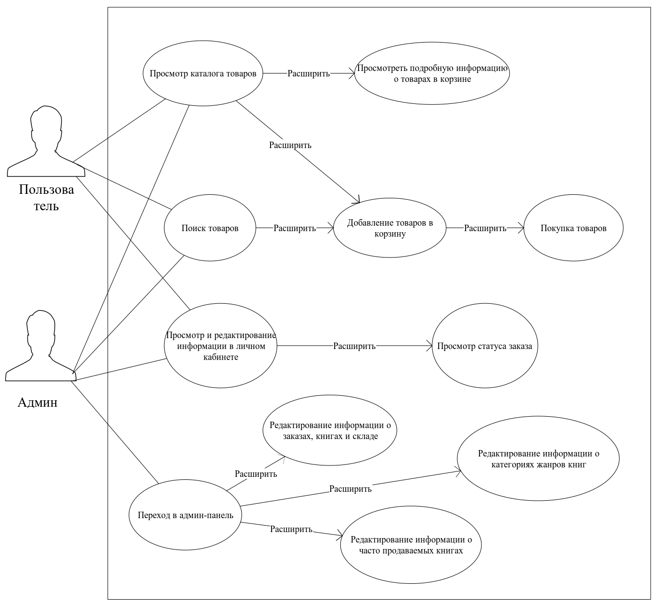 Просмотр каталога товаров
Расширить
Просмотреть подробную информацию
о товарах в корзине
Расширить
Пользова
тель
Поиск товаров
Расширить
Добавление товаров в
корзину
Расширить
Покупка товаров
Просмотр и редактирование
информации в личном
кабинете
Расширить
Просмотр статуса заказа
Админ
Редактирование информации о
заказах, книгах и складе
Расширить
Редактирование информации о
категориях жанров книг
Расширить
Переход в админ-панель
Расширить
Редактирование информации о
часто продаваемых книгах